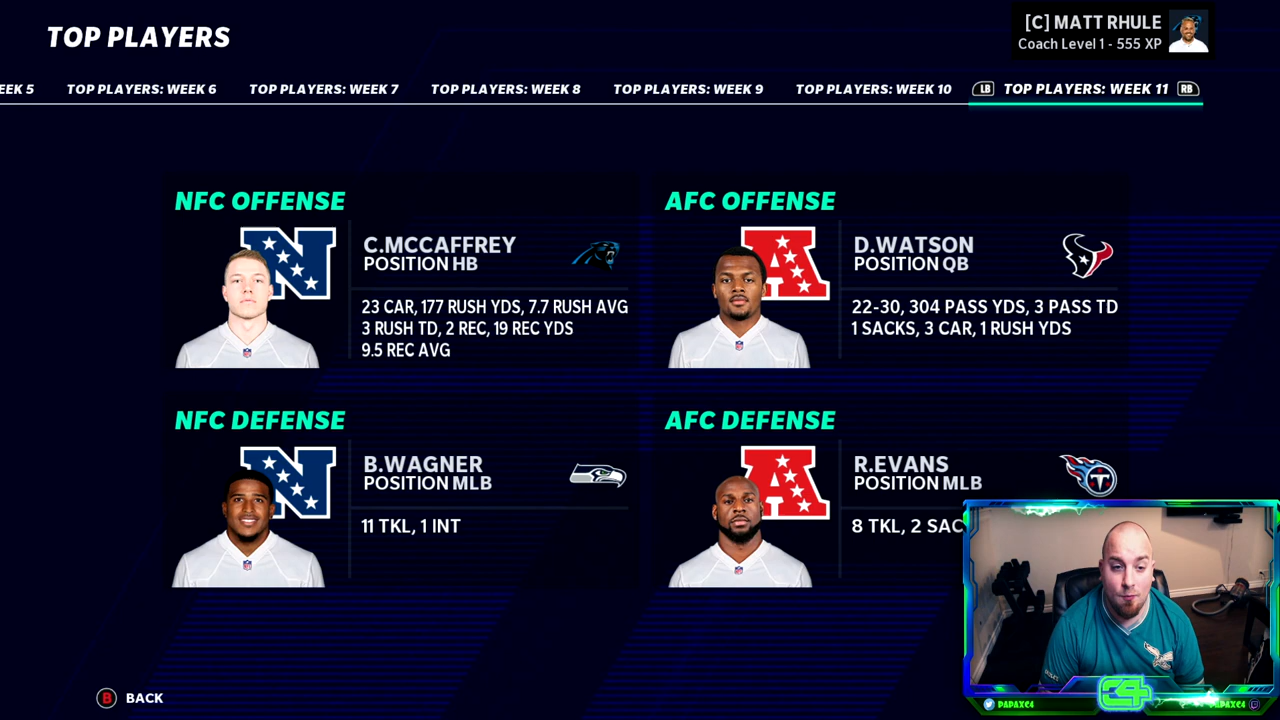 TOP PLAYERS
[C] MATT RHULE
Coach Level 1 - 555 XP
EEK 5
TOP PLAYERS: WEEK 6
TOP PLAYERS: WEEK 7
TOP PLAYERS: WEEK 8
TOP PLAYERS: WEEK 9
TOP PLAYERS: WEEK 10
LB
TOP PLAYERS: WEEK 11
RB
NFC OFFENSE
C.MCCAFFREY
POSITION HB
23 CAR, 177 RUSH YDS, 7.7 RUSH AVG
3 RUSH TD, 2 REC, 19 REC YDS
9.5 REC AVG
AFC OFFENSE
D.WATSON
POSITION QB
22-30, 304 PASS YDS, 3 PASS TD
1 SACKS, 3 CAR, 1 RUSH YDS
NFC DEFENSE
B.WAGNER
POSITION MLB
11 TKL, 1 INT
AFC DEFENSE
R.EVANS
POSITION MLB
8 TKL, 2 SAC
B BACK
PAPAXC4
C4
PAPAXC4